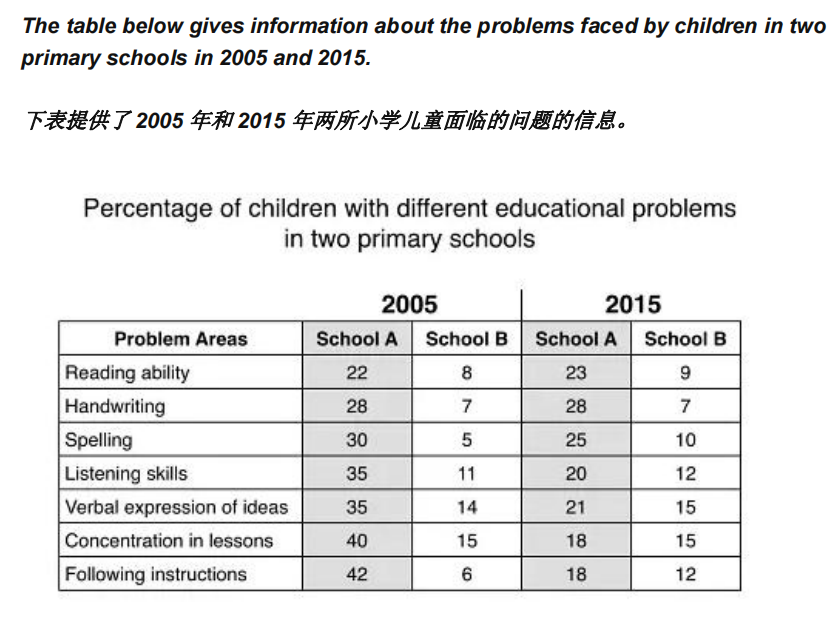 The table below gives information about the problems faced by children in two
primary schools in 2005 and 2015.
下表提供了 2005 年和 2015 年两所小学儿童面临的问题的信息。
Percentage of children with different educational problems
in two primary schools
2005 2015
Problem Areas School A School B School A School B
Reading ability 22 8 23 9
Handwriting 28 7 28 7
Spelling 30 5 25 10
Listening skills 35 11 20 12
Verbal expression of ideas 35 14 21 15
Concentration in lessons 40 15 18 15
Following instructions 42 6 18 12